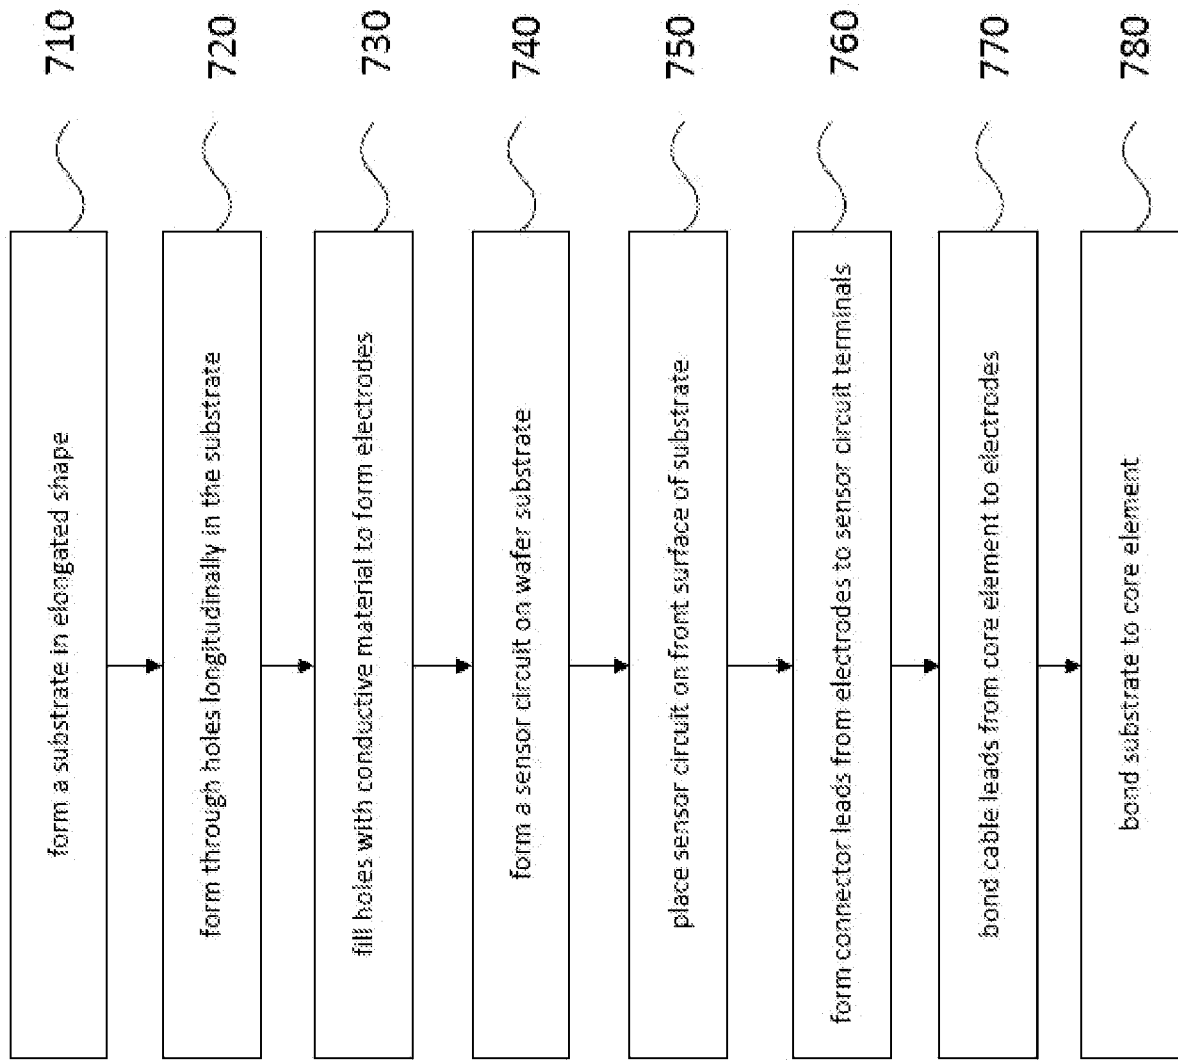 710
form a substrate in elongated shape
720
form through holes longitudinally in the substrate
730
fill holes with conductive material to form electrodes
740
form a sensor circuit on wafer substrate
750
place sensor circuit on front surface of substrate
760
form connector leads from electrodes to sensor circuit terminals
770
bond cable leads from core element to electrodes
780
bond substrate to core element